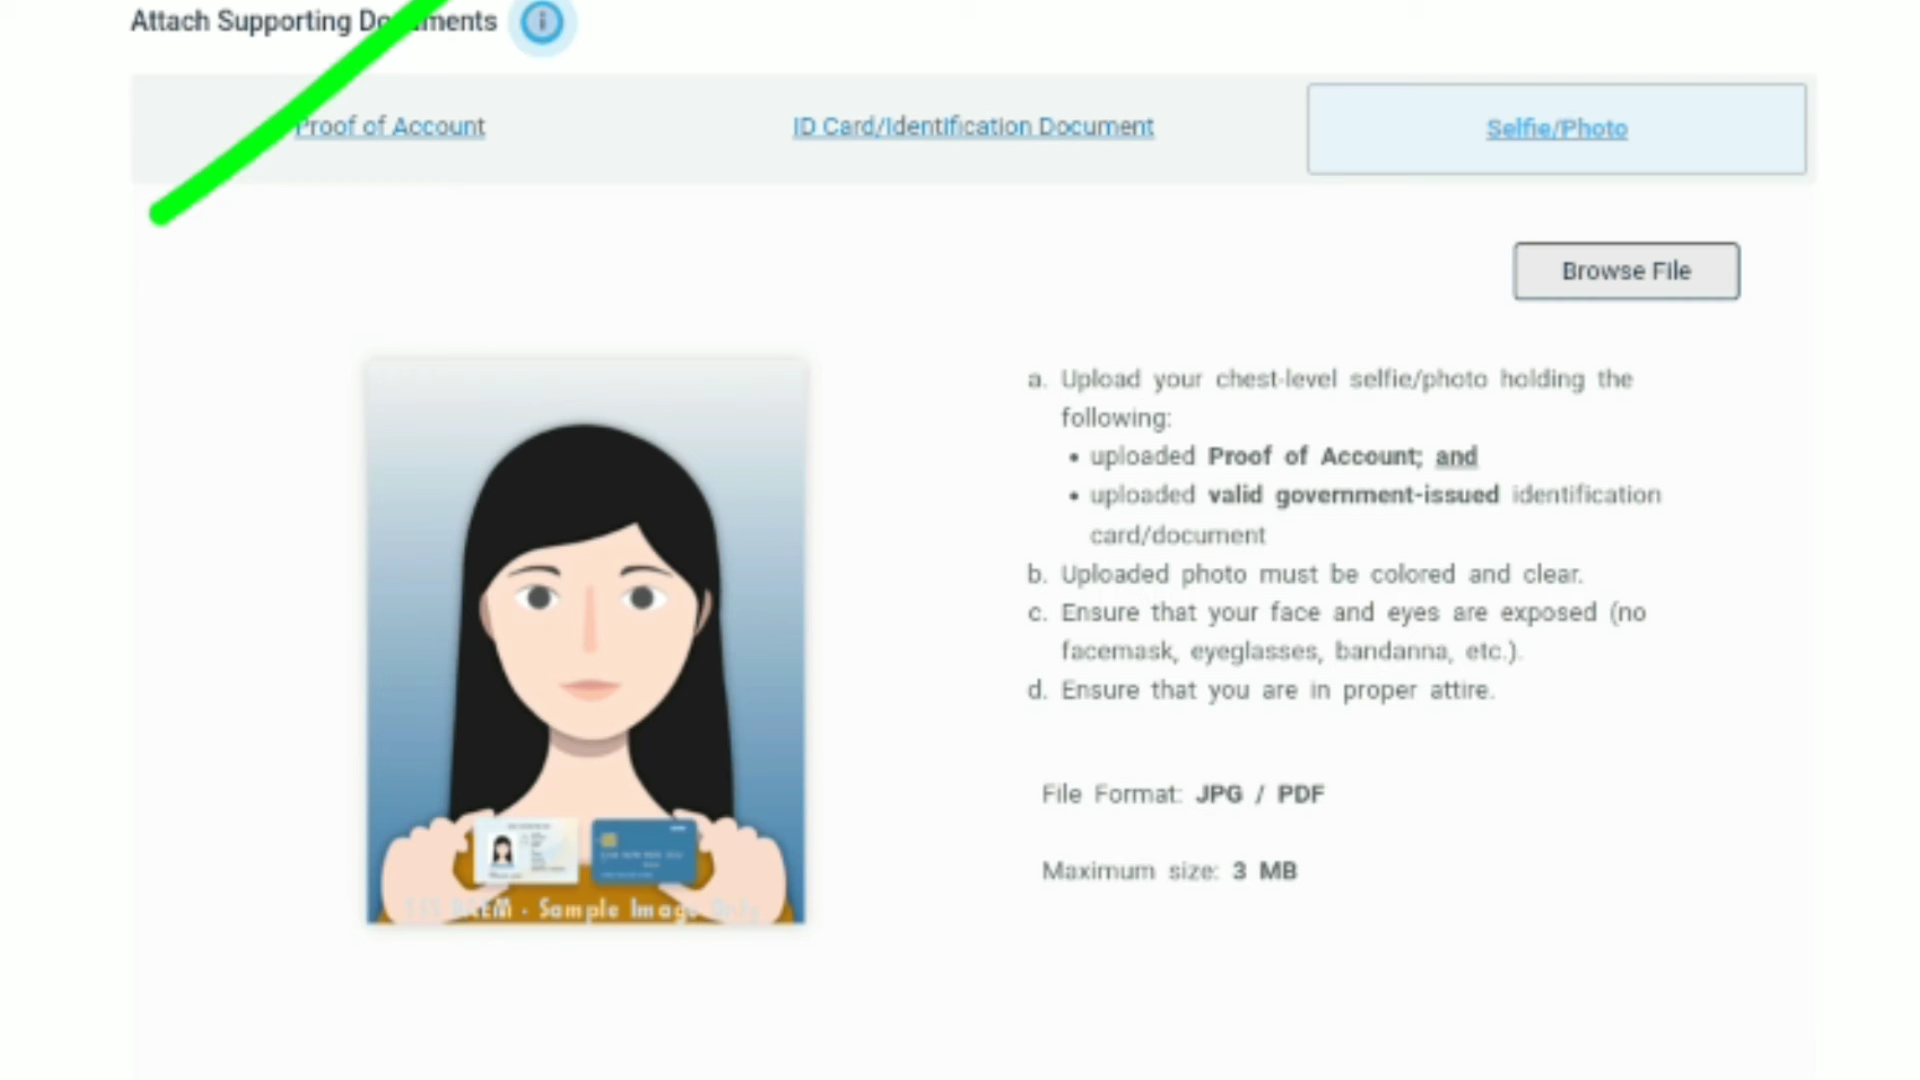 Attach Supporting Documents
Proof of Account
ID Card/Identification Document
Selfie/Photo
Browse File
a. Upload your chest-level selfie/photo holding the
following:
• uploaded Proof of Account; and
• uploaded valid government-issued identification
card/document
b. Uploaded photo must be colored and clear.
c. Ensure that your face and eyes are exposed (no
facemask, eyeglasses, bandanna, etc.).
d. Ensure that you are in proper attire.
File Format: JPG / PDF
Maximum size: 3 MB
- Sample Image Only